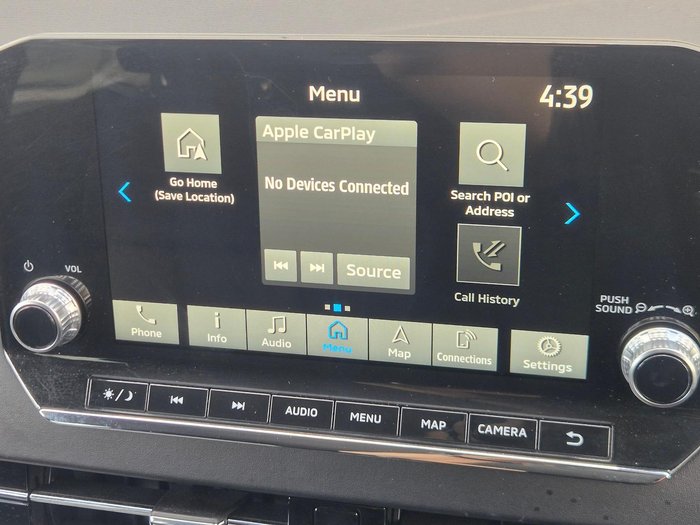 Menu
4:39
Apple CarPlay
Go Home
(Save Location)
No Devices Connected
Search POI or
Address
Source
Call History
VOL
PUSH
SOUND
Phone
Info
Audio
Menu
Map
Connections
Settings
AUDIO
MENU
MAP
CAMERA